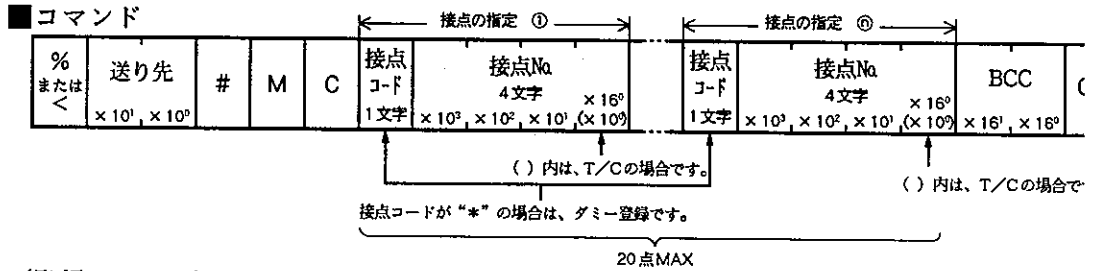 ■コマンド
接点の指定 ①
接点の指定 ⓝ
%
または
<
送り先
×10¹ ×10⁰
#
M
C
接点
コード
1文字
接点No.
4文字
×16⁰
×10³ ×10² ×10¹ (×10⁰)
接点
コード
1文字
接点No.
4文字
×16⁰
×10³ ×10² ×10¹ (×10⁰)
BCC
×16¹ ×16⁰
( ) 内は、T/Cの場合です。
( ) 内は、T/Cの場合で
接点コードが“*”の場合は、ダミー登録です。
20点MAX